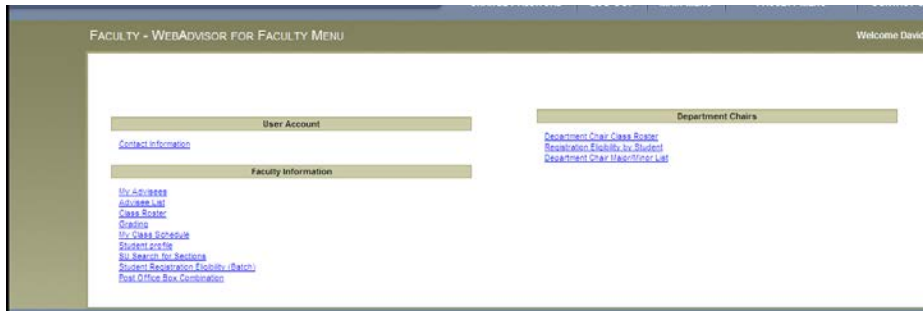 FACULTY - WEBADVISOR FOR FACULTY MENU
Welcome David
User Account
Contact Information
Faculty Information
My Advisees
Advisee List
Class Roster
Grading
My Class Schedule
Student profile
SU Search for Sections
Student Registration Eligibility (Batch)
Post Office Box Combination
Department Chairs
Department Chair Class Roster
Registration Eligibility by Student
Department Chair Major/Minor List